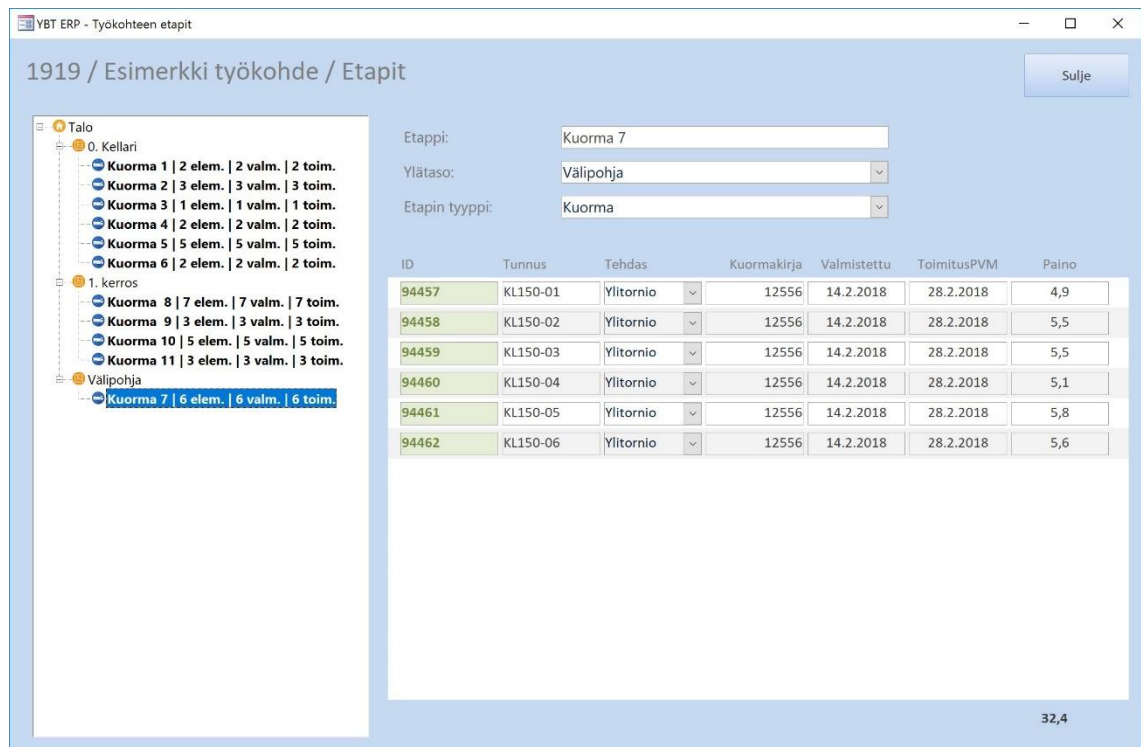 YBT ERP - Työkohteen etapit
1919 / Esimerkki työkohde / Etapit
Sulje
Talo
0. Kellari
Kuorma 1 | 2 elem. | 2 valm. | 2 toim.
Kuorma 2 | 3 elem. | 3 valm. | 3 toim.
Kuorma 3 | 1 elem. | 1 valm. | 1 toim.
Kuorma 4 | 2 elem. | 2 valm. | 2 toim.
Kuorma 5 | 5 elem. | 5 valm. | 5 toim.
Kuorma 6 | 2 elem. | 2 valm. | 2 toim.
1. kerros
Kuorma 8 | 7 elem. | 7 valm. | 7 toim.
Kuorma 9 | 3 elem. | 3 valm. | 3 toim.
Kuorma 10 | 5 elem. | 5 valm. | 5 toim.
Kuorma 11 | 3 elem. | 3 valm. | 3 toim.
Välipohja
Kuorma 7 | 6 elem. | 6 valm. | 6 toim.
Etappi: Kuorma 7
Ylätaso: Välipohja
Etapin tyyppi: Kuorma
ID Tunnus Tehdas Kuormakirja Valmistettu ToimitusPVM Paino
94457 KL150-01 Ylitornio 12556 14.2.2018 28.2.2018 4,9
94458 KL150-02 Ylitornio 12556 14.2.2018 28.2.2018 5,5
94459 KL150-03 Ylitornio 12556 14.2.2018 28.2.2018 5,5
94460 KL150-04 Ylitornio 12556 14.2.2018 28.2.2018 5,1
94461 KL150-05 Ylitornio 12556 14.2.2018 28.2.2018 5,8
94462 KL150-06 Ylitornio 12556 14.2.2018 28.2.2018 5,6
32,4